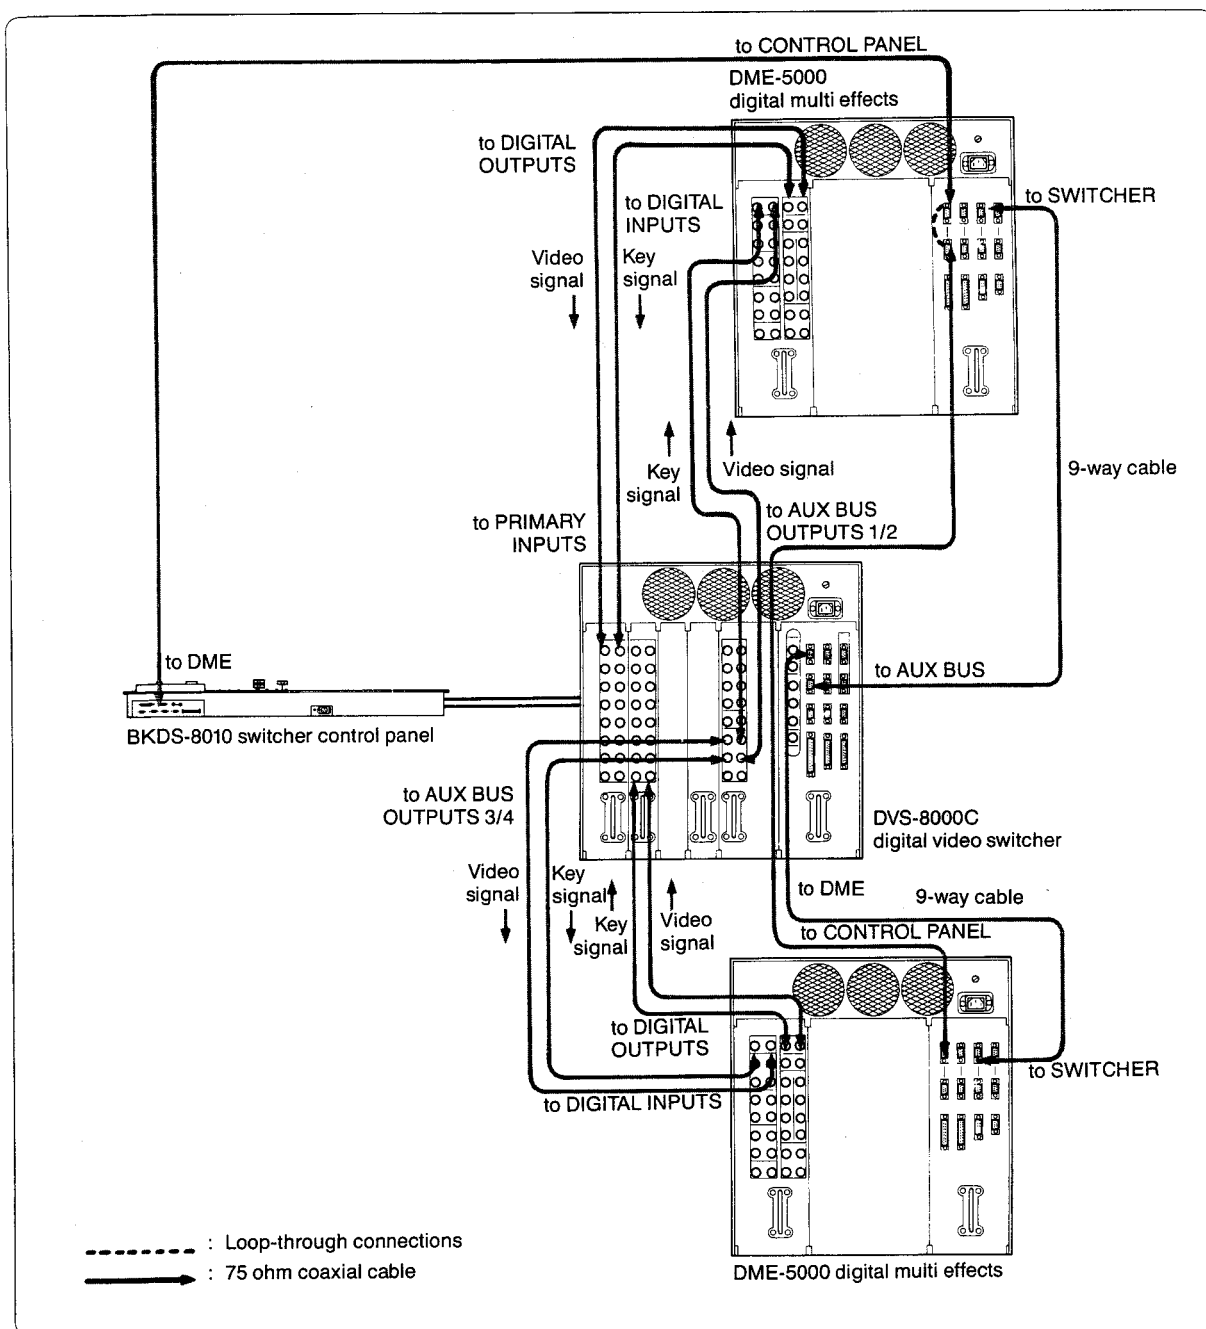 to CONTROL PANEL
DME-5000
digital multi effects
to DIGITAL
OUTPUTS
to DIGITAL
INPUTS
to SWITCHER
Video
signal
Key
signal
Key
signal
Video signal
9-way cable
to PRIMARY
INPUTS
to AUX BUS
OUTPUTS 1/2
to DME
to AUX BUS
BKDS-8010 switcher control panel
to AUX BUS
OUTPUTS 3/4
DVS-8000C
digital video switcher
Video
signal
Key
signal
Key
signal
Video
signal
to DME
9-way cable
to CONTROL PANEL
to DIGITAL
OUTPUTS
to SWITCHER
to DIGITAL INPUTS
: Loop-through connections
: 75 ohm coaxial cable
DME-5000 digital multi effects